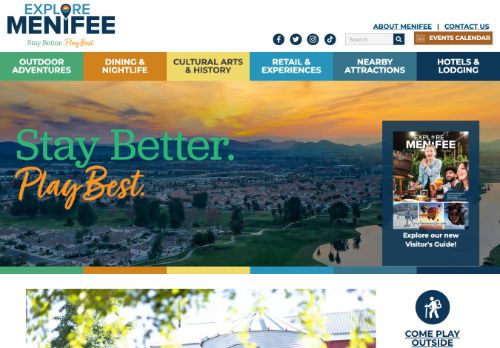 EXPLORE
MENIFEE
Stay Better. Play Best.
ABOUT MENIFEE | CONTACT US
Search
EVENTS CALENDAR
OUTDOOR
ADVENTURES
DINING &
NIGHTLIFE
CULTURAL ARTS
& HISTORY
RETAIL &
EXPERIENCES
NEARBY
ATTRACTIONS
HOTELS &
LODGING
Stay Better.
Play Best.
EXPLORE
MENIFEE
Explore our new
Visitor's Guide!
COME PLAY
OUTSIDE